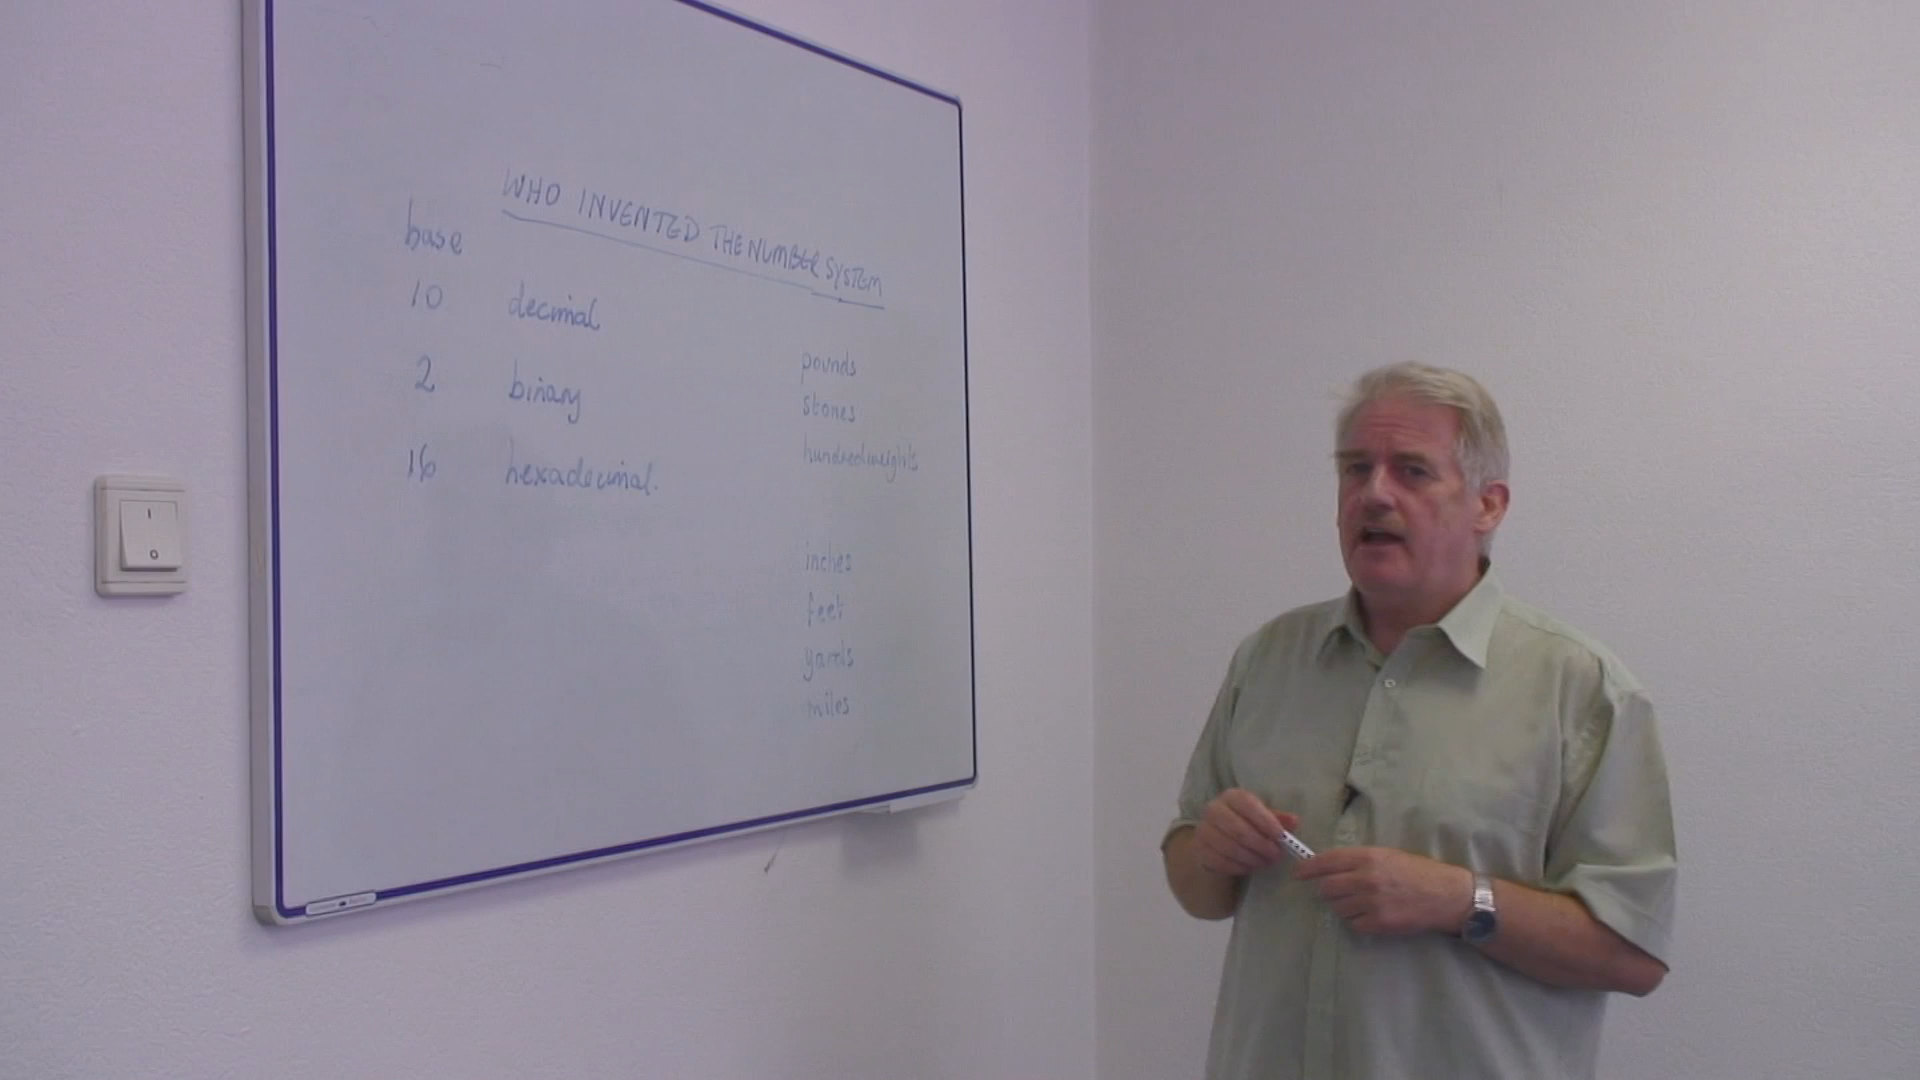 WHO INVENTED THE NUMBER SYSTEM
base
10 decimal
2 binary
16 hexadecimal.
pounds
stones
hundredweights
inches
feet
yards
miles
I
O